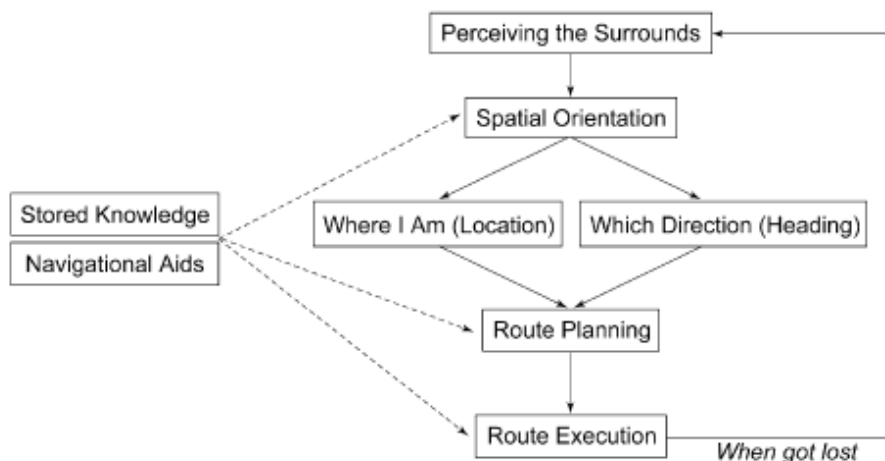 Perceiving the Surrounds
Spatial Orientation
Stored Knowledge
Navigational Aids
Where I Am (Location)
Which Direction (Heading)
Route Planning
Route Execution
When got lost